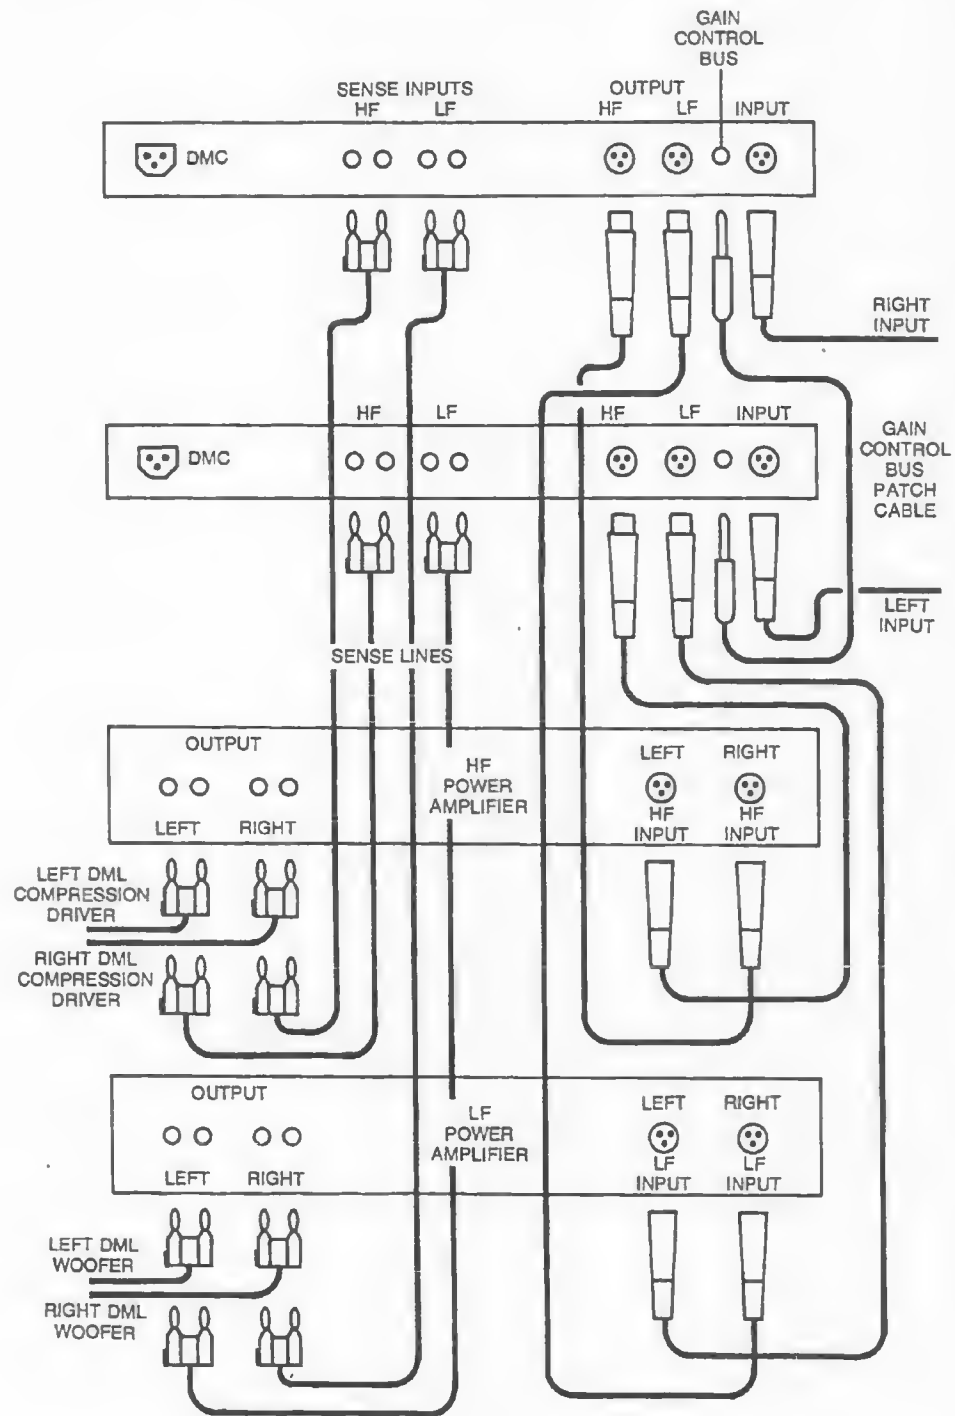 GAIN
CONTROL
BUS
SENSE INPUTS
HF LF
OUTPUT
HF LF INPUT
DMC
RIGHT
INPUT
HF LF
HF LF INPUT
DMC
GAIN
CONTROL
BUS
PATCH
CABLE
LEFT
INPUT
SENSE LINES
OUTPUT
LEFT RIGHT
HF
POWER
AMPLIFIER
LEFT RIGHT
HF HF
INPUT INPUT
LEFT DML
COMPRESSION
DRIVER
RIGHT DML
COMPRESSION
DRIVER
OUTPUT
LEFT RIGHT
LF
POWER
AMPLIFIER
LEFT RIGHT
LF LF
INPUT INPUT
LEFT DML
WOOFER
RIGHT DML
WOOFER